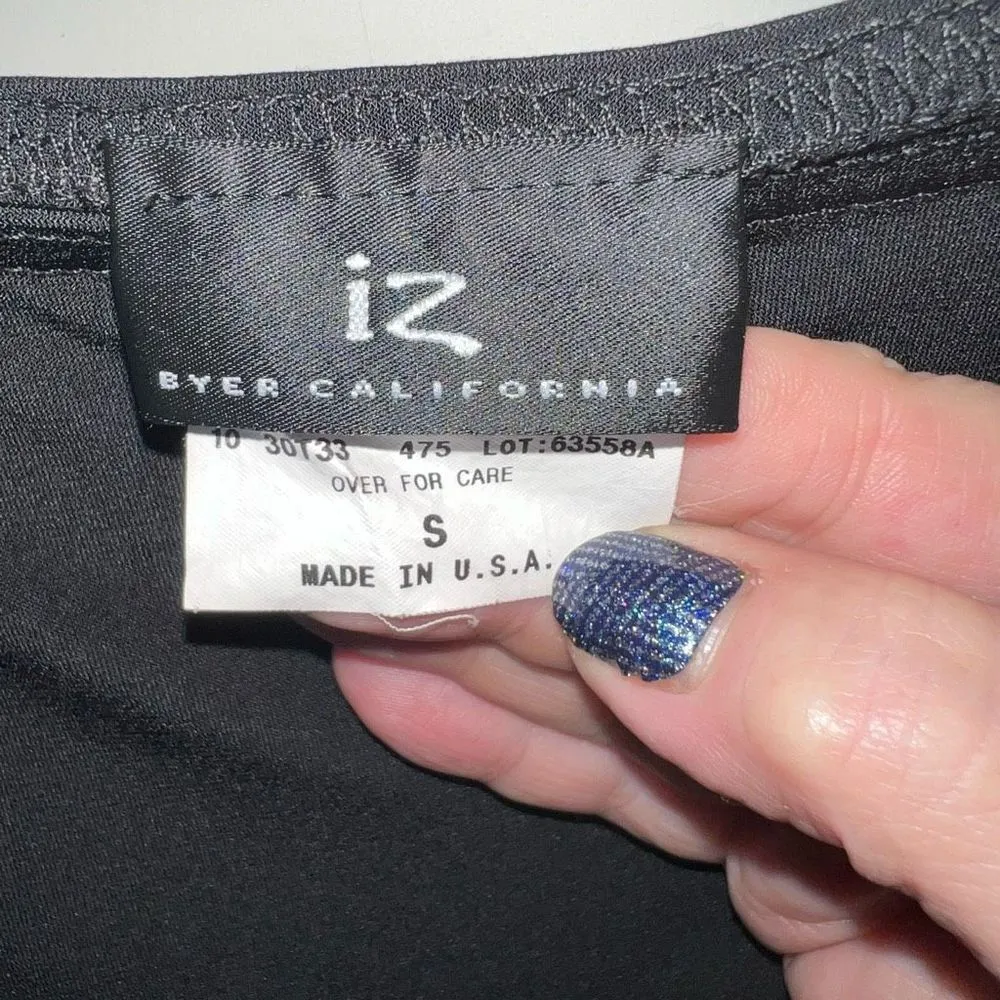 iz
BYER CALIFORNIA
10 30T33 475 LOT:63558A
OVER FOR CARE
S
MADE IN U.S.A.